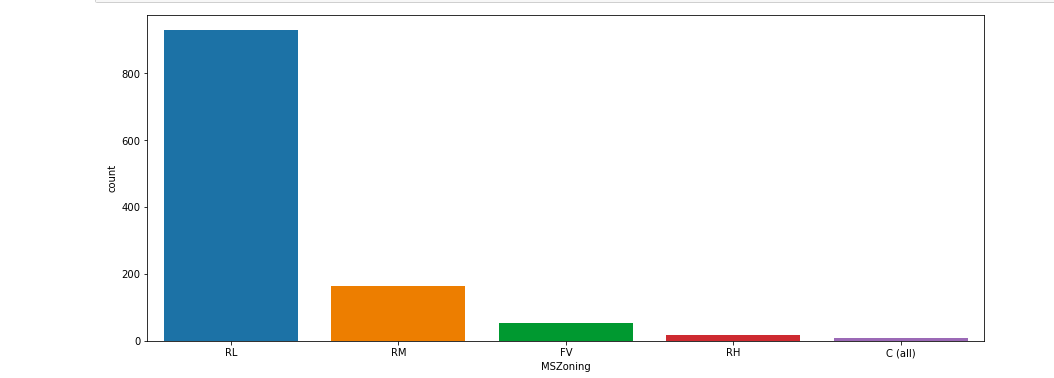 800
600
400
200
0
count
RL RM FV RH C (all)
MSZoning